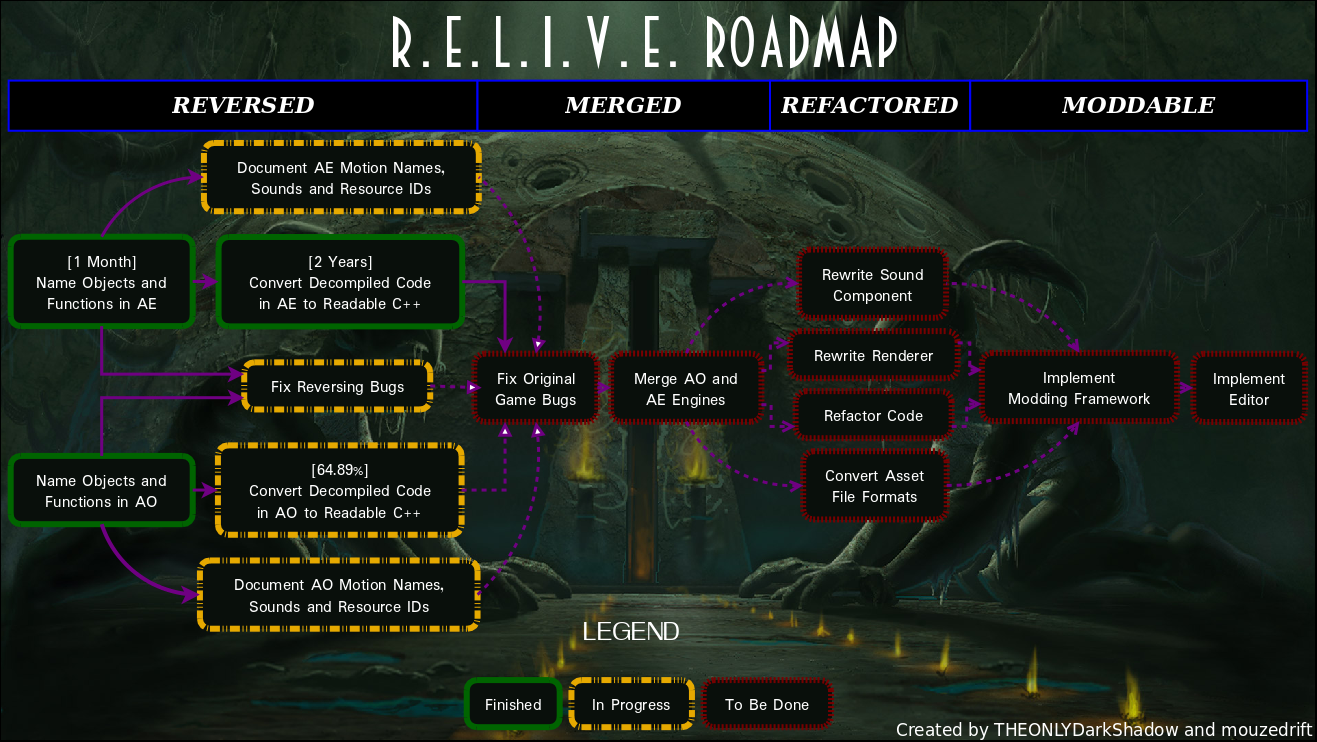 R.E.L.I.V.E. ROADMAP
REVERSED
MERGED
REFACTORED
MODDABLE
Document AE Motion Names,
Sounds and Resource IDs
[1 Month]
Name Objects and
Functions in AE
[2 Years]
Convert Decompiled Code
in AE to Readable C++
Fix Reversing Bugs
Name Objects and
Functions in AO
[64.89%]
Convert Decompiled Code
in AO to Readable C++
Document AO Motion Names,
Sounds and Resource IDs
Fix Original
Game Bugs
Merge AO and
AE Engines
Rewrite Sound
Component
Rewrite Renderer
Refactor Code
Convert Asset
File Formats
Implement
Modding Framework
Implement
Editor
LEGEND
Finished
In Progress
To Be Done
Created by THEONLYDarkShadow and mouzedrift